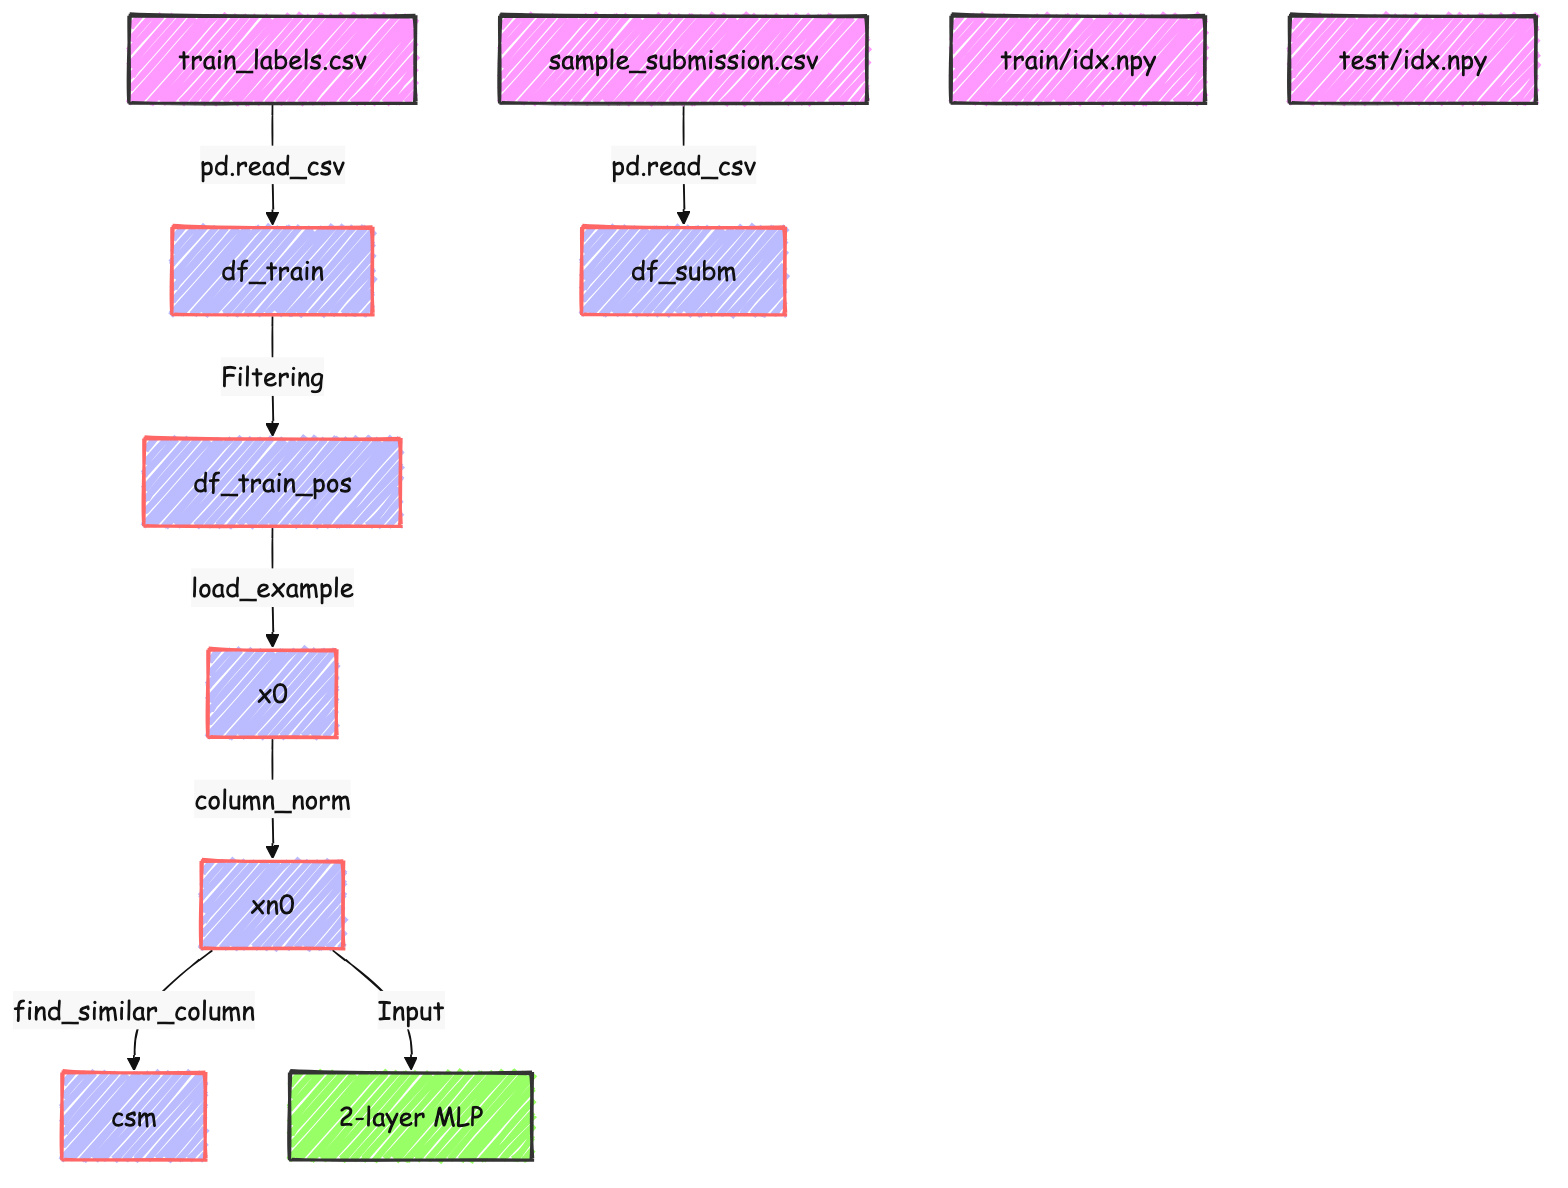 train_labels.csv
sample_submission.csv
train/idx.npy
test/idx.npy
pd.read_csv
pd.read_csv
df_train
df_subm
Filtering
df_train_pos
load_example
x0
column_norm
xn0
find_similar_column
Input
csm
2-layer MLP